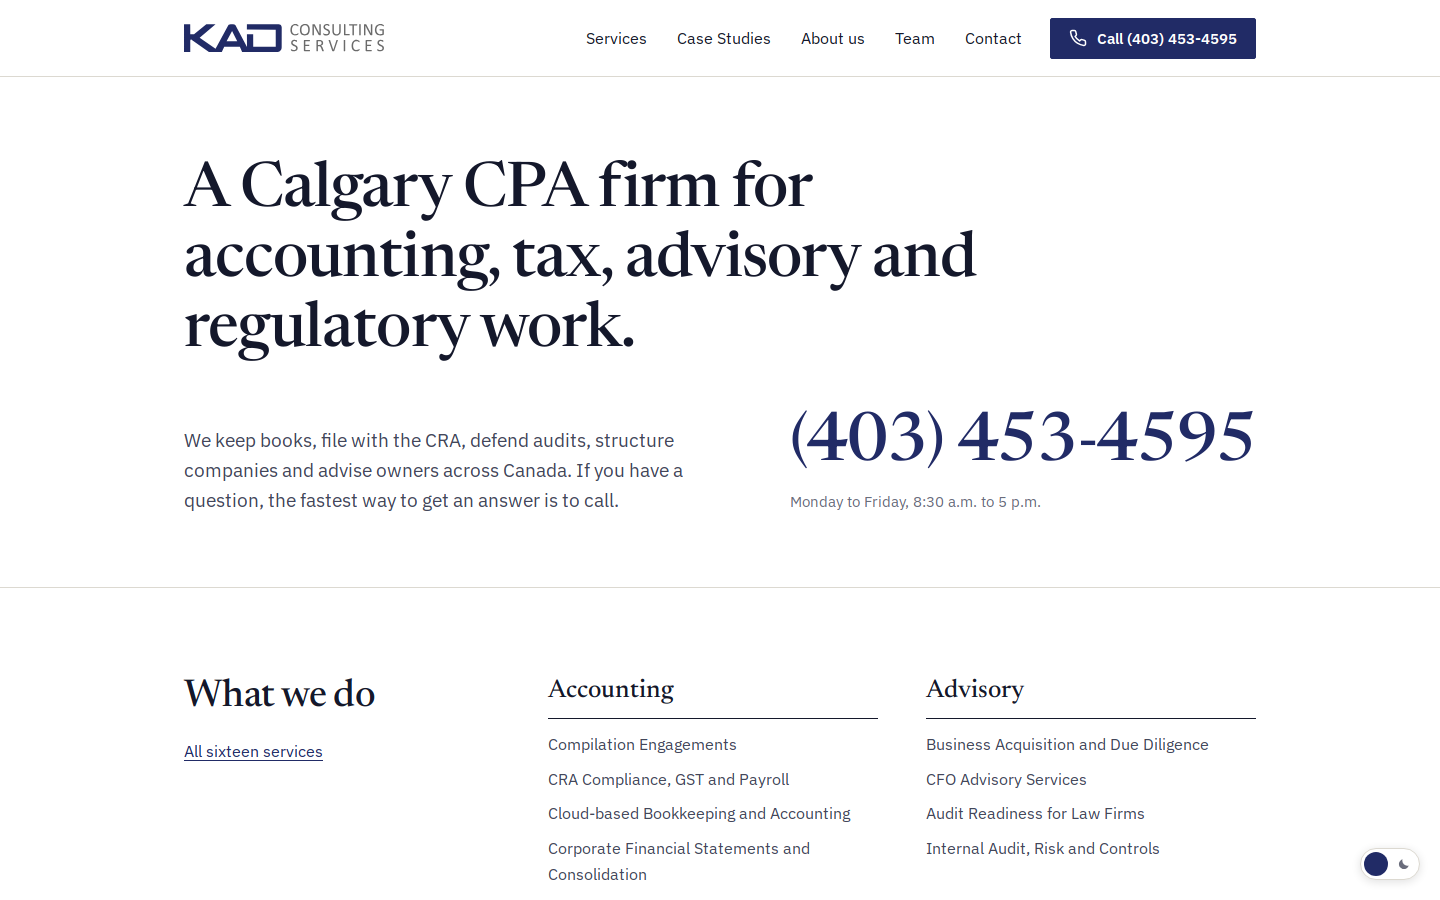 KAD CONSULTING SERVICES
Services
Case Studies
About us
Team
Contact
Call (403) 453-4595
A Calgary CPA firm for
accounting, tax, advisory and
regulatory work.
We keep books, file with the CRA, defend audits, structure
companies and advise owners across Canada. If you have a
question, the fastest way to get an answer is to call.
(403) 453-4595
Monday to Friday, 8:30 a.m. to 5 p.m.
What we do
All sixteen services
Accounting
Compilation Engagements
CRA Compliance, GST and Payroll
Cloud-based Bookkeeping and Accounting
Corporate Financial Statements and
Consolidation
Advisory
Business Acquisition and Due Diligence
CFO Advisory Services
Audit Readiness for Law Firms
Internal Audit, Risk and Controls